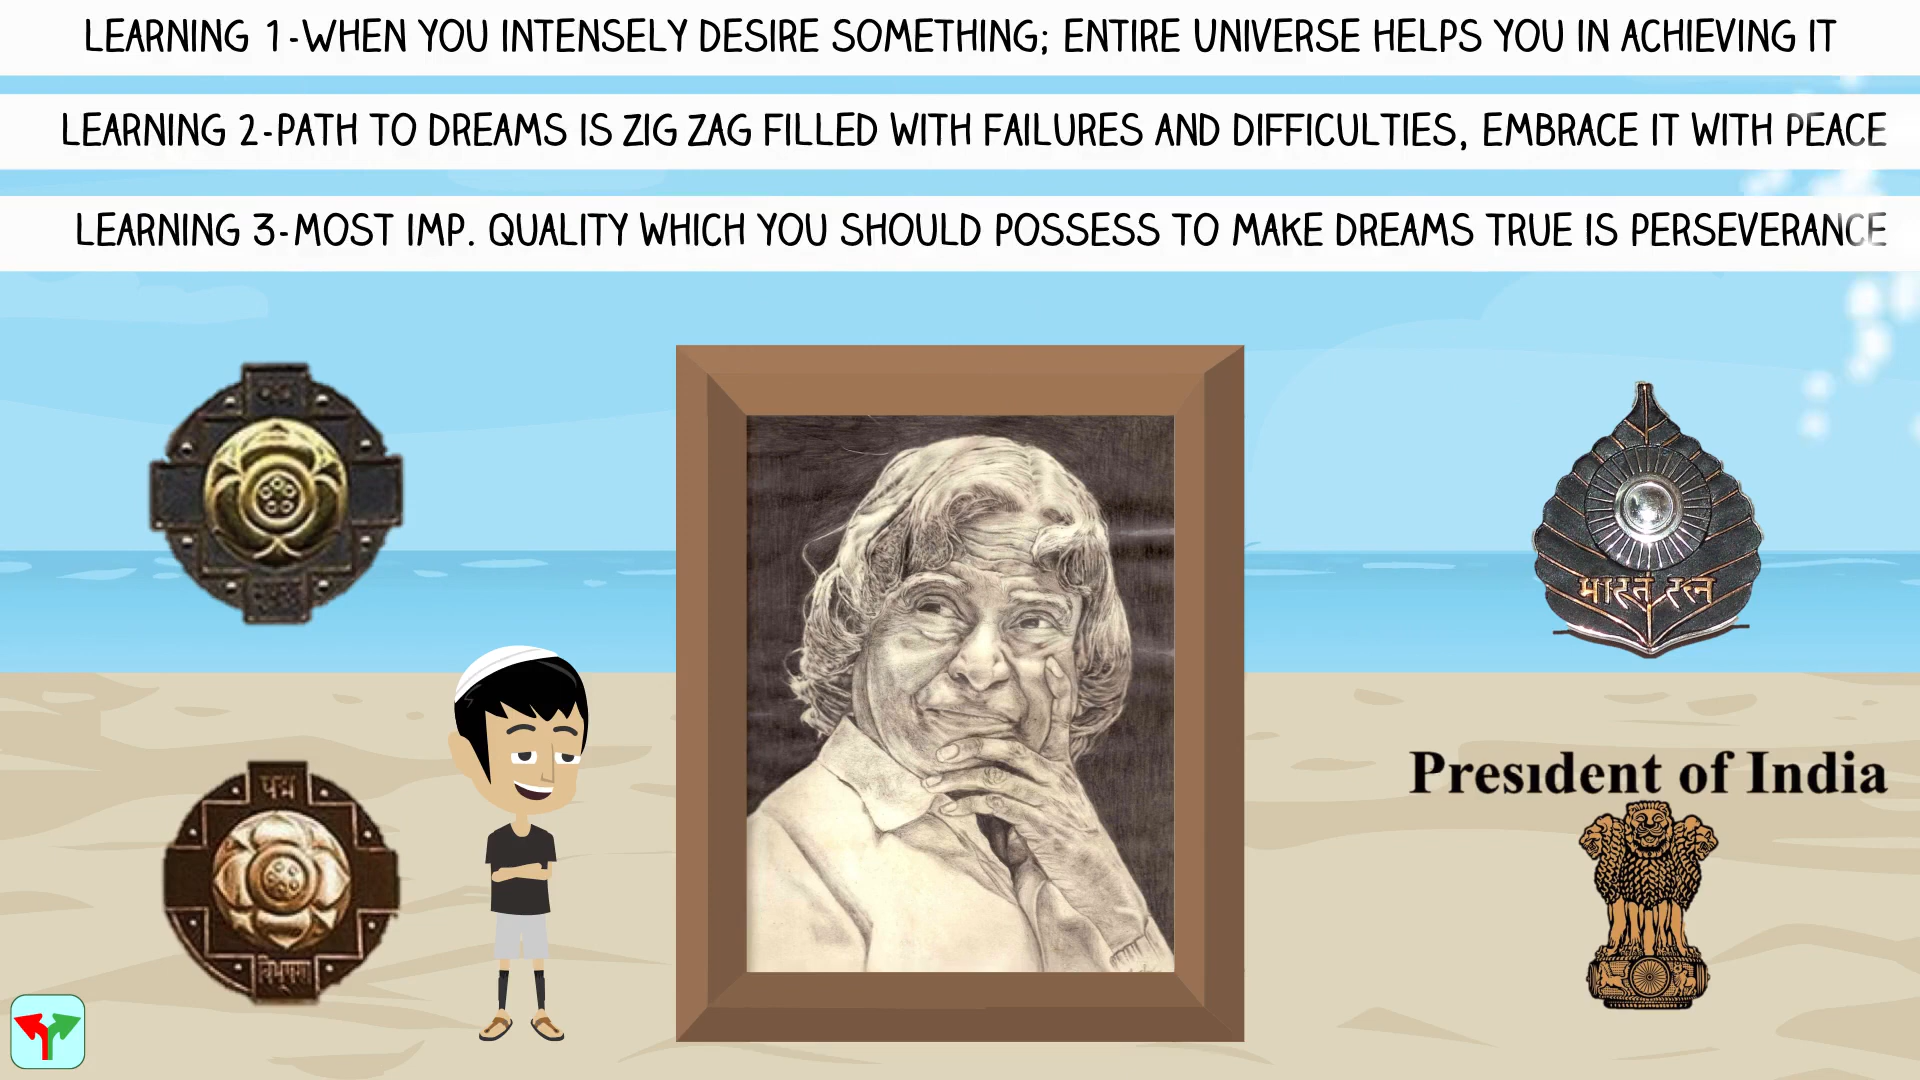 LEARNING 1-WHEN YOU INTENSELY DESIRE SOMETHING; ENTIRE UNIVERSE HELPS YOU IN ACHIEVING IT
LEARNING 2-PATH TO DREAMS IS ZIG ZAG FILLED WITH FAILURES AND DIFFICULTIES, EMBRACE IT WITH PEACE
LEARNING 3-MOST IMP. QUALITY WHICH YOU SHOULD POSSESS TO MAKE DREAMS TRUE IS PERSEVERANCE
भारत रत्न
President of India
पद्म
विभूषण